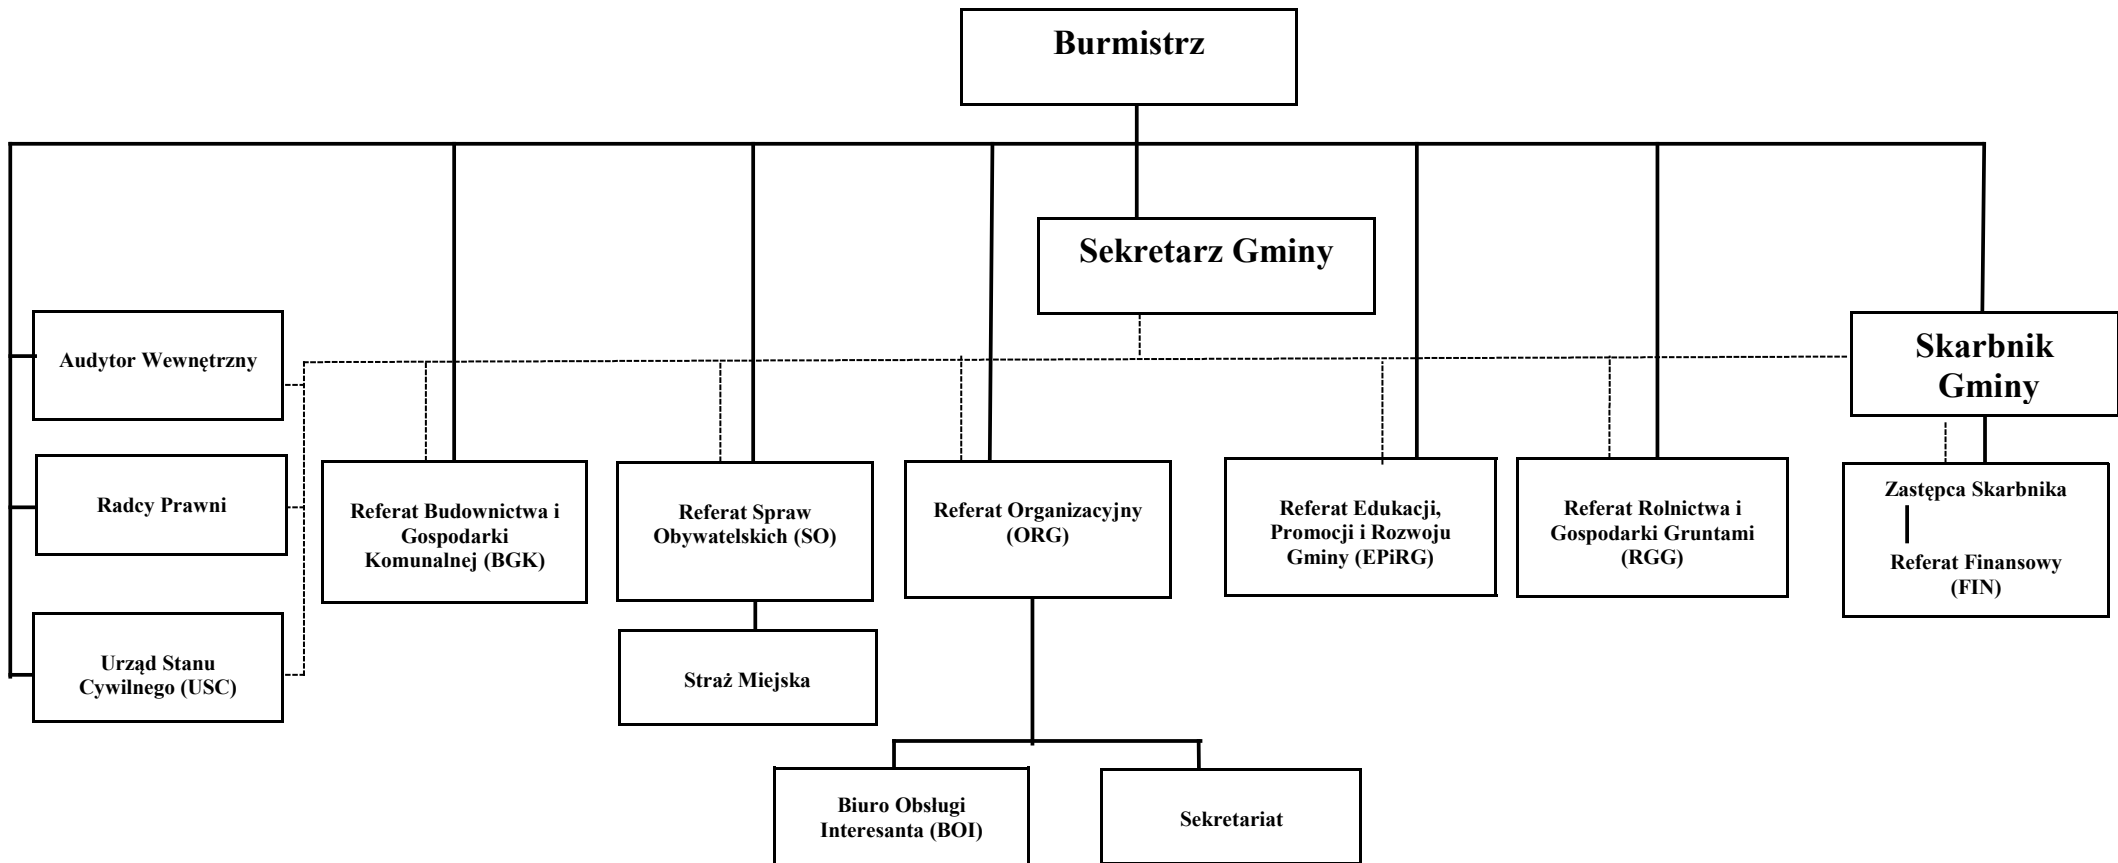 Burmistrz
Sekretarz Gminy
Audytor Wewnętrzny
Skarbnik
Gminy
Radcy Prawni
Referat Budownictwa i
Gospodarki
Komunalnej (BGK)
Referat Spraw
Obywatelskich (SO)
Referat Organizacyjny
(ORG)
Referat Edukacji,
Promocji i Rozwoju
Gminy (EPiRG)
Referat Rolnictwa i
Gospodarki Gruntami
(RGG)
Zastępca Skarbnika
Referat Finansowy
(FIN)
Urząd Stanu
Cywilnego (USC)
Straż Miejska
Biuro Obsługi
Interesanta (BOI)
Sekretariat